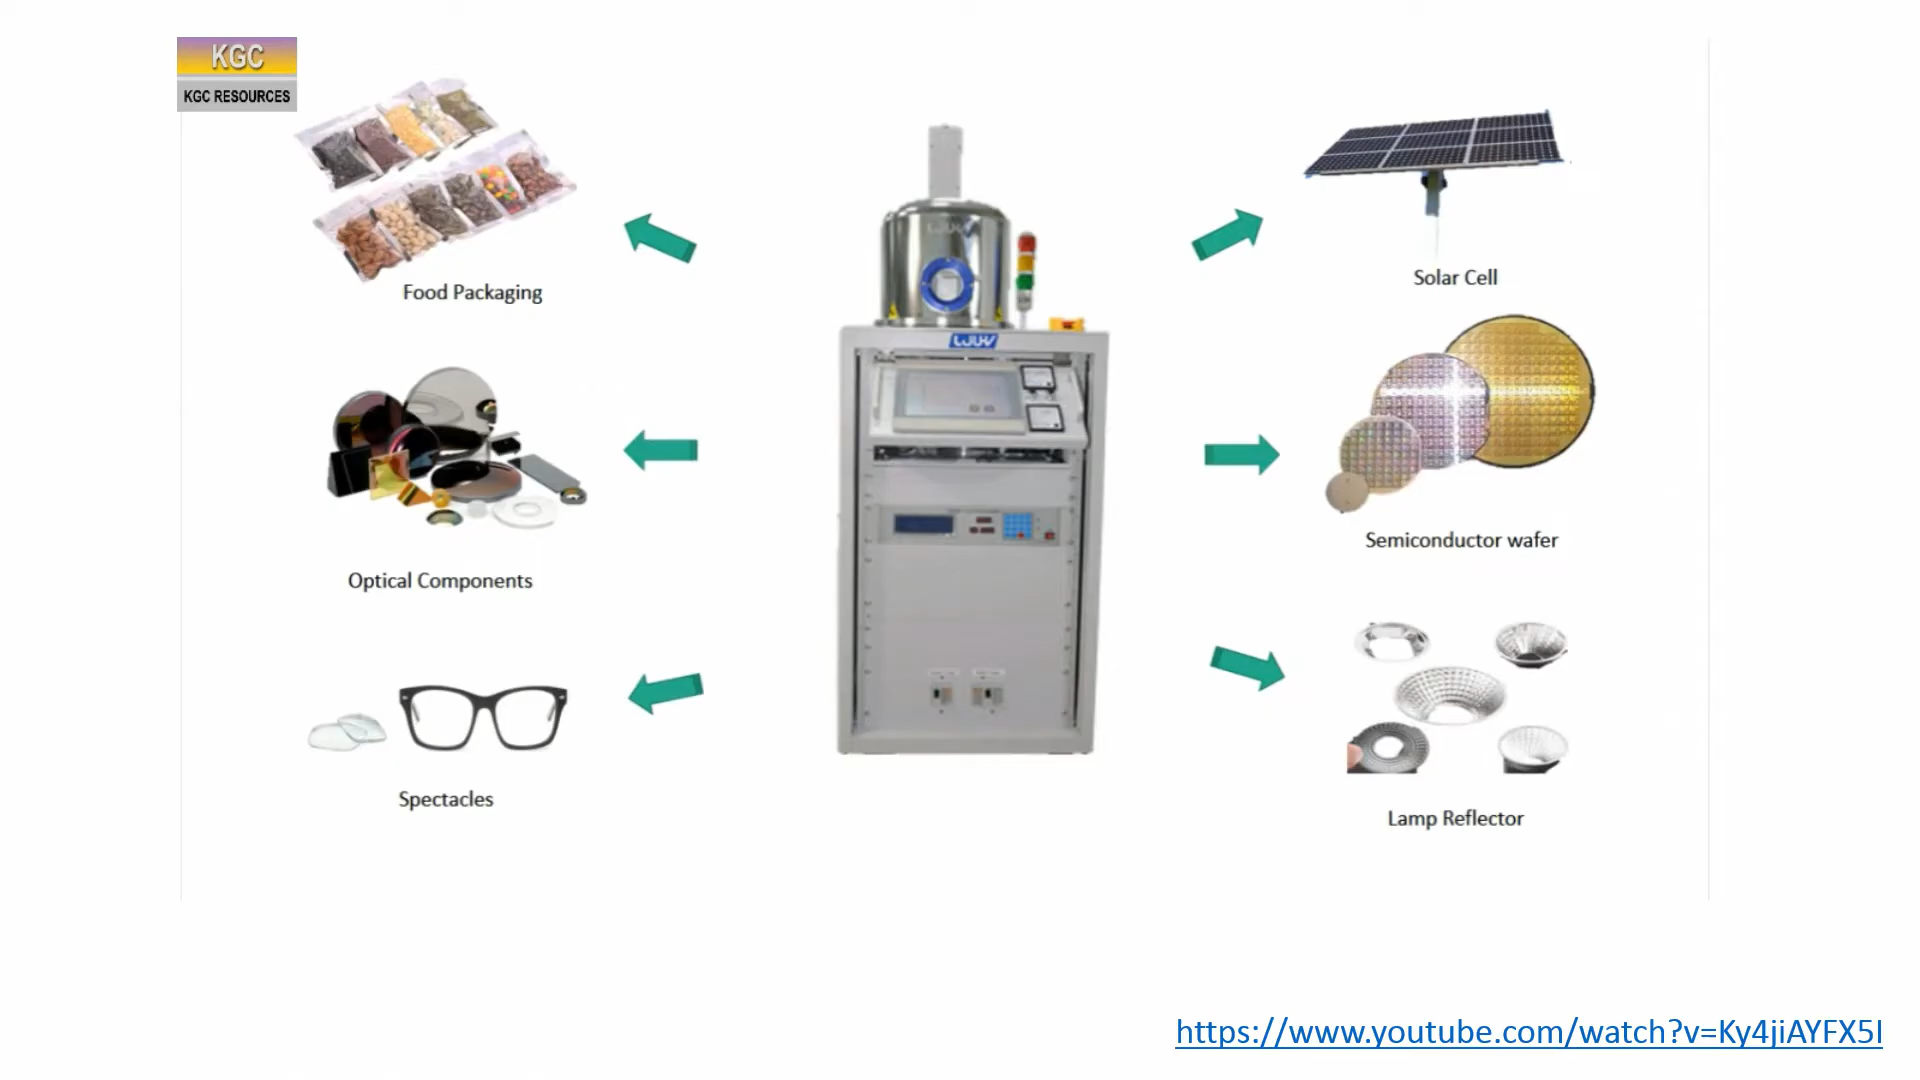 KGC
KGC RESOURCES
Food Packaging
Solar Cell
Optical Components
Semiconductor wafer
Spectacles
Lamp Reflector
https://www.youtube.com/watch?v=Ky4jiAYFX5I